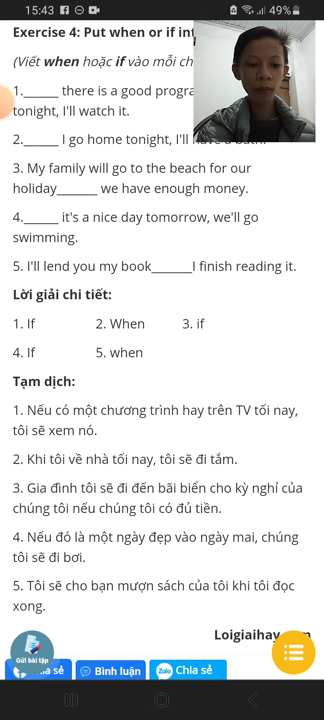 15:43
49%
Exercise 4: Put when or if
(Viết when hoặc if vào mỗi
1.______ there is a good
tonight, I'll watch it.
2.______ I go home tonight, I'll
3. My family will go to the beach for our
holiday_______ we have enough money.
4.______ it's a nice day tomorrow, we'll go
swimming.
5. I'll lend you my book_______I finish reading it.
Lời giải chi tiết:
1. If 2. When 3. if
4. If 5. when
Tạm dịch:
1. Nếu có một chương trình hay trên TV tối nay,
tôi sẽ xem nó.
2. Khi tôi về nhà tối nay, tôi sẽ đi tắm.
3. Gia đình tôi sẽ đi đến bãi biển cho kỳ nghỉ của
chúng tôi nếu chúng tôi có đủ tiền.
4. Nếu đó là một ngày đẹp vào ngày mai, chúng
tôi sẽ đi bơi.
5. Tôi sẽ cho bạn mượn sách của tôi khi tôi đọc
xong.
Gửi bài tập
Bình luận
Zalo Chia sẻ